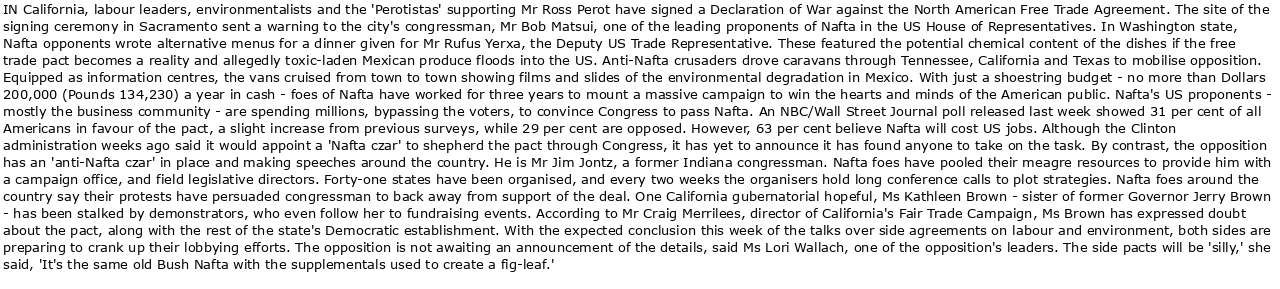 IN California, labour leaders, environmentalists and the 'Perotistas' supporting Mr Ross Perot have signed a Declaration of War against the North American Free Trade Agreement. The site of the
signing ceremony in Sacramento sent a warning to the city's congressman, Mr Bob Matsui, one of the leading proponents of Nafta in the US House of Representatives. In Washington state,
Nafta opponents wrote alternative menus for a dinner given for Mr Rufus Yerxa, the Deputy US Trade Representative. These featured the potential chemical content of the dishes if the free
trade pact becomes a reality and allegedly toxic-laden Mexican produce floods into the US. Anti-Nafta crusaders drove caravans through Tennessee, California and Texas to mobilise opposition.
Equipped as information centres, the vans cruised from town to town showing films and slides of the environmental degradation in Mexico. With just a shoestring budget - no more than Dollars
200,000 (Pounds 134,230) a year in cash - foes of Nafta have worked for three years to mount a massive campaign to win the hearts and minds of the American public. Nafta's US proponents -
mostly the business community - are spending millions, bypassing the voters, to convince Congress to pass Nafta. An NBC/Wall Street Journal poll released last week showed 31 per cent of all
Americans in favour of the pact, a slight increase from previous surveys, while 29 per cent are opposed. However, 63 per cent believe Nafta will cost US jobs. Although the Clinton
administration weeks ago said it would appoint a 'Nafta czar' to shepherd the pact through Congress, it has yet to announce it has found anyone to take on the task. By contrast, the opposition
has an 'anti-Nafta czar' in place and making speeches around the country. He is Mr Jim Jontz, a former Indiana congressman. Nafta foes have pooled their meagre resources to provide him with
a campaign office, and field legislative directors. Forty-one states have been organised, and every two weeks the organisers hold long conference calls to plot strategies. Nafta foes around the
country say their protests have persuaded congressman to back away from support of the deal. One California gubernatorial hopeful, Ms Kathleen Brown - sister of former Governor Jerry Brown
- has been stalked by demonstrators, who even follow her to fundraising events. According to Mr Craig Merrilees, director of California's Fair Trade Campaign, Ms Brown has expressed doubt
about the pact, along with the rest of the state's Democratic establishment. With the expected conclusion this week of the talks over side agreements on labour and environment, both sides are
preparing to crank up their lobbying efforts. The opposition is not awaiting an announcement of the details, said Ms Lori Wallach, one of the opposition's leaders. The side pacts will be 'silly,' she
said, 'It's the same old Bush Nafta with the supplementals used to create a fig-leaf.'